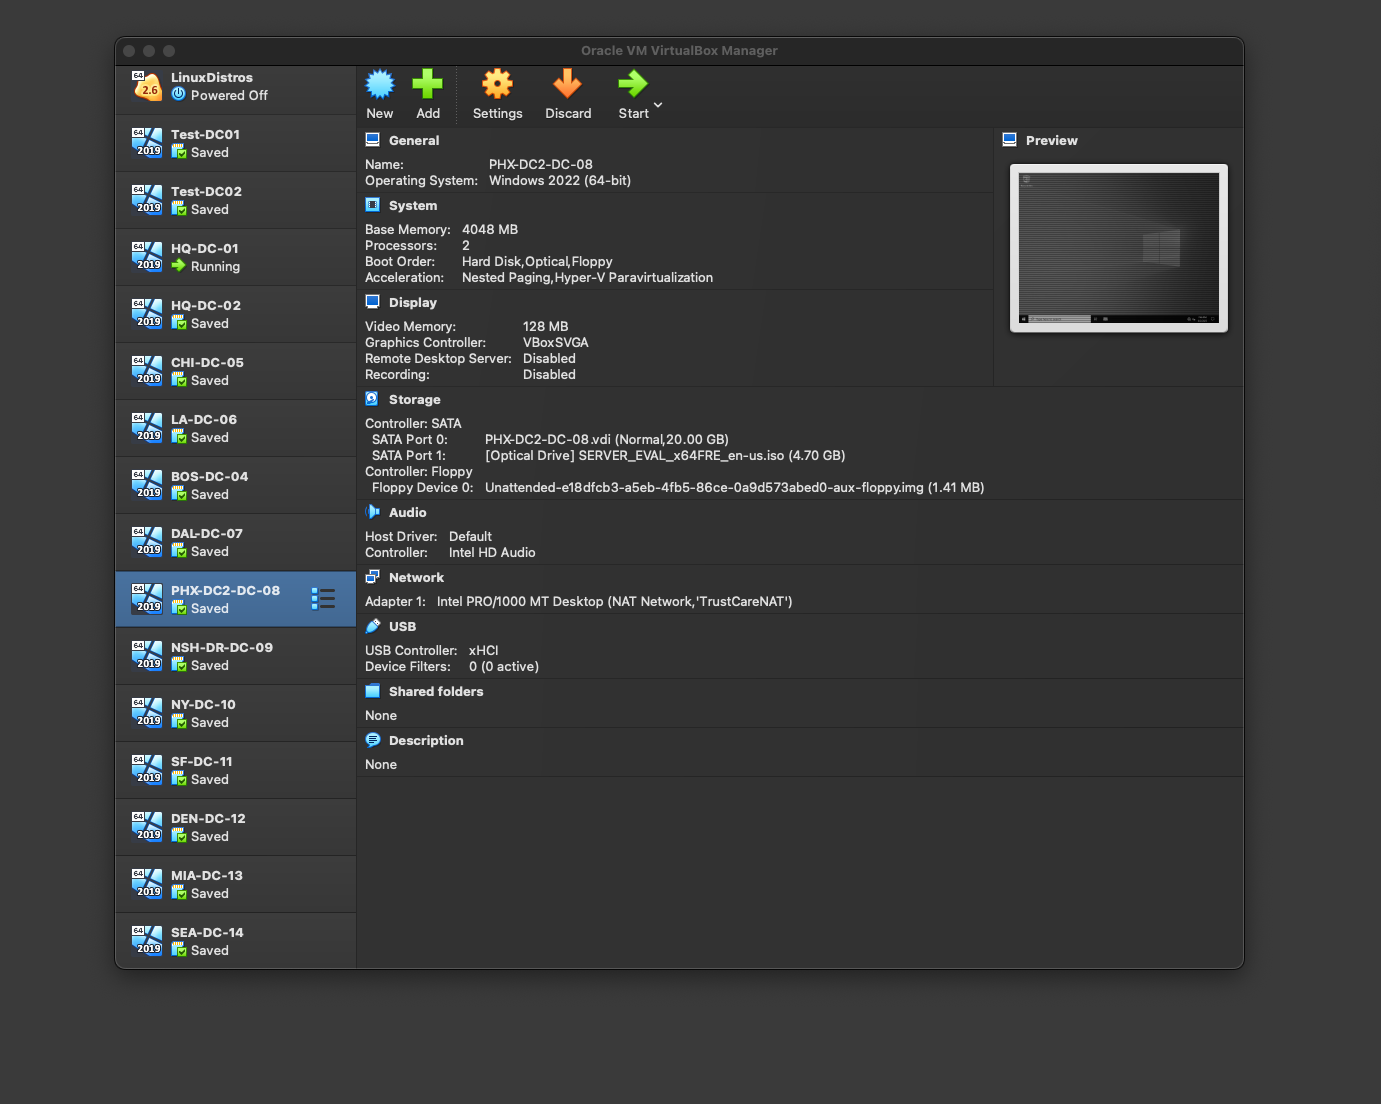 Oracle VM VirtualBox Manager
64
2.6
LinuxDistros
Powered Off
64
2019
Test-DC01
Saved
64
2019
Test-DC02
Saved
64
2019
HQ-DC-01
Running
64
2019
HQ-DC-02
Saved
64
2019
CHI-DC-05
Saved
64
2019
LA-DC-06
Saved
64
2019
BOS-DC-04
Saved
64
2019
DAL-DC-07
Saved
64
2019
PHX-DC2-DC-08
Saved
64
2019
NSH-DR-DC-09
Saved
64
2019
NY-DC-10
Saved
64
2019
SF-DC-11
Saved
64
2019
DEN-DC-12
Saved
64
2019
MIA-DC-13
Saved
64
2019
SEA-DC-14
Saved
New Add Settings Discard Start
General
Name: PHX-DC2-DC-08
Operating System: Windows 2022 (64-bit)
System
Base Memory: 4048 MB
Processors: 2
Boot Order: Hard Disk,Optical,Floppy
Acceleration: Nested Paging,Hyper-V Paravirtualization
Display
Video Memory: 128 MB
Graphics Controller: VBoxSVGA
Remote Desktop Server: Disabled
Recording: Disabled
Preview
Storage
Controller: SATA
SATA Port 0: PHX-DC2-DC-08.vdi (Normal,20.00 GB)
SATA Port 1: [Optical Drive] SERVER_EVAL_x64FRE_en-us.iso (4.70 GB)
Controller: Floppy
Floppy Device 0: Unattended-e18dfcb3-a5eb-4fb5-86ce-0a9d573abed0-aux-floppy.img (1.41 MB)
Audio
Host Driver: Default
Controller: Intel HD Audio
Network
Adapter 1: Intel PRO/1000 MT Desktop (NAT Network,'TrustCareNAT')
USB
USB Controller: xHCI
Device Filters: 0 (0 active)
Shared folders
None
Description
None